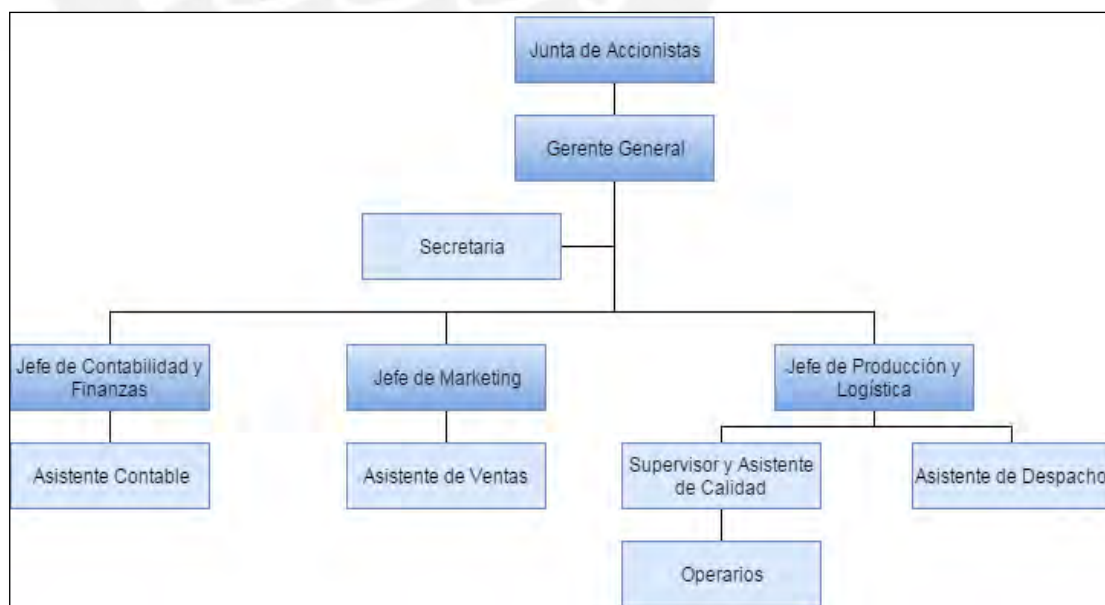 Junta de Accionistas
Gerente General
Secretaria
Jefe de Contabilidad y
Finanzas
Jefe de Marketing
Jefe de Producción y
Logística
Asistente Contable
Asistente de Ventas
Supervisor y Asistente
de Calidad
Asistente de Despacho
Operarios